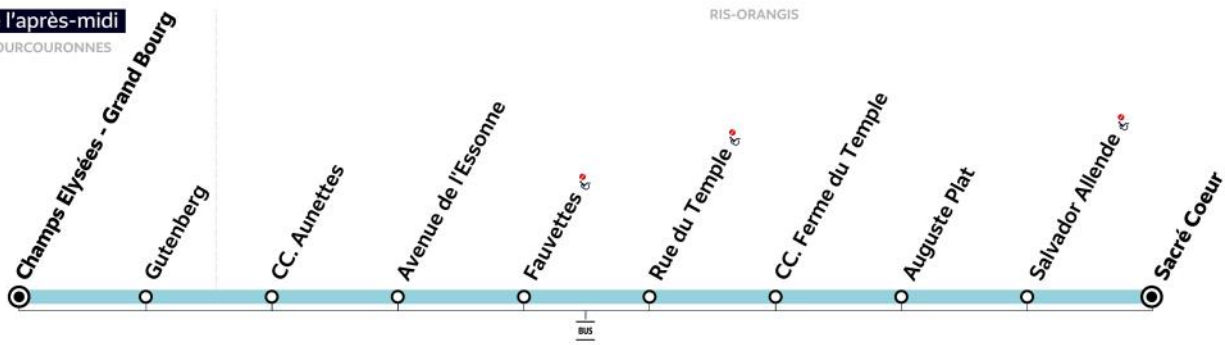 l'après-midi
RIS-ORANGIS
Champs Elysées - Grand Bourg
Gutenberg
CC. Aunettes
Avenue de l'Essonne
Fauvettes
Rue du Temple
CC. Ferme du Temple
Auguste Plat
Salvador Allende
Sacré Coeur
BUS